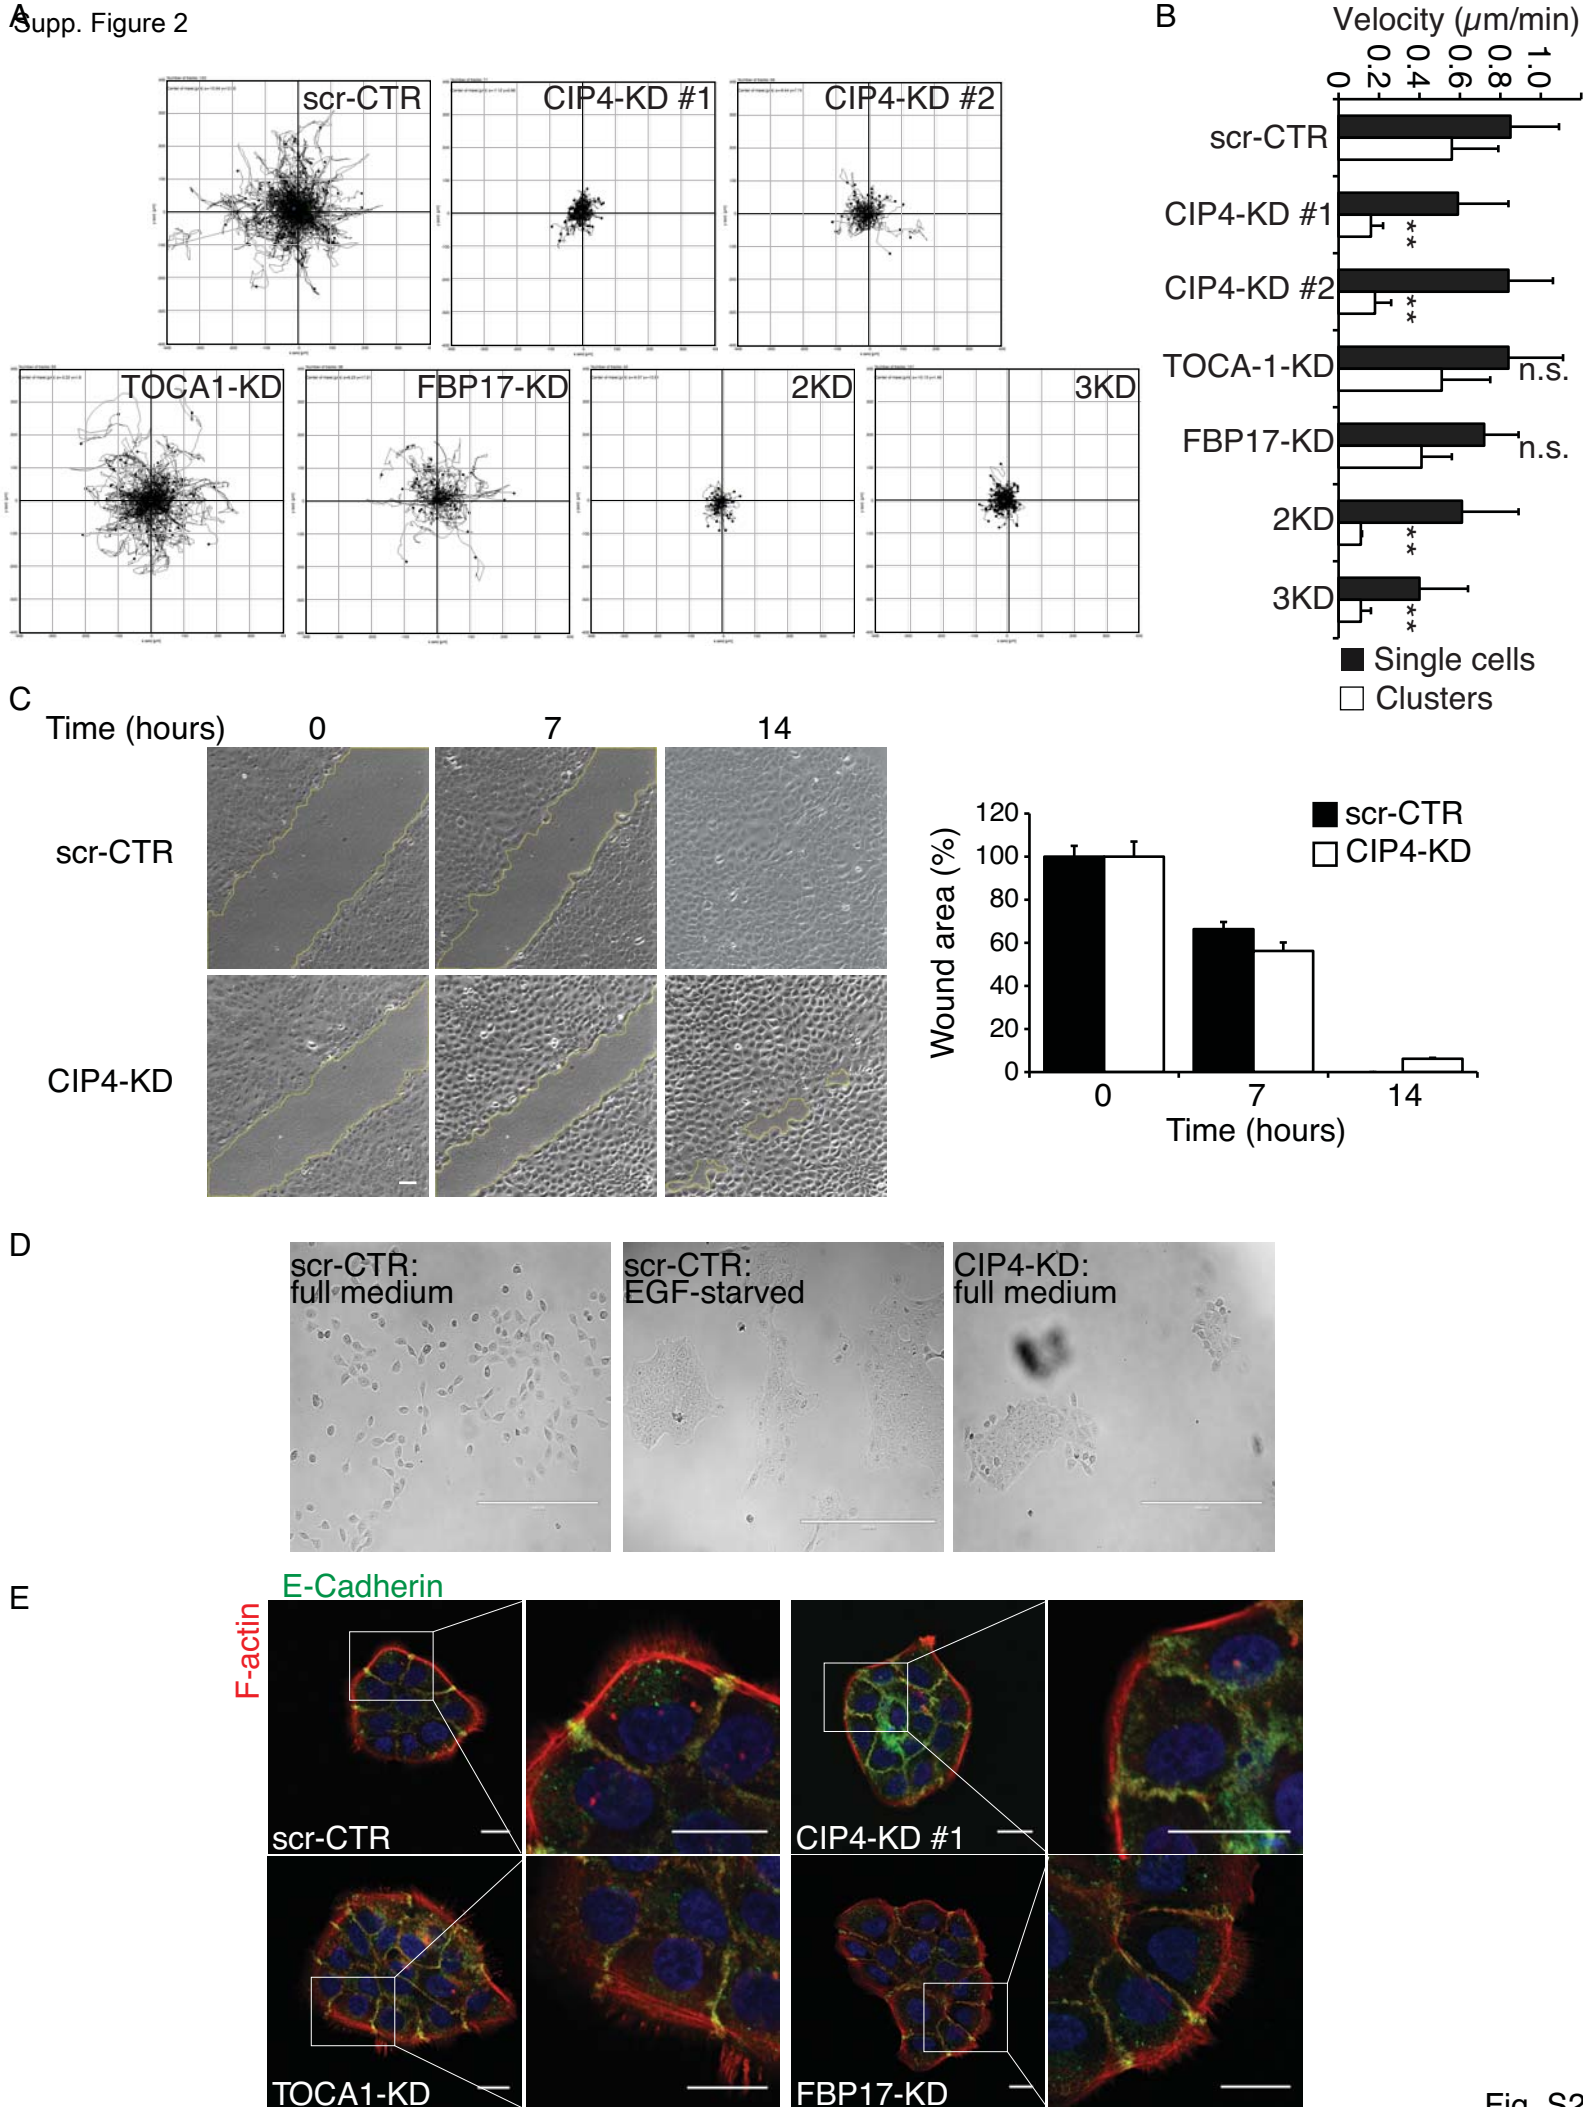 A
Supp. Figure 2
scr-CTR
CIP4-KD #1
CIP4-KD #2
TOCA1-KD
FBP17-KD
2KD
3KD
B
Velocity (µm/min)
0 0.2 0.4 0.6 0.8 1.0
scr-CTR
CIP4-KD #1
**
CIP4-KD #2
**
TOCA-1-KD
n.s.
FBP17-KD
n.s.
2KD
**
3KD
**
Single cells
Clusters
C
Time (hours) 0 7 14
scr-CTR
CIP4-KD
Wound area (%)
120
100
80
60
40
20
0
0 7 14
Time (hours)
scr-CTR
CIP4-KD
D
scr-CTR:
full medium
scr-CTR:
EGF-starved
CIP4-KD:
full medium
E
E-Cadherin
F-actin
scr-CTR
CIP4-KD #1
TOCA1-KD
FBP17-KD
Fig. S2